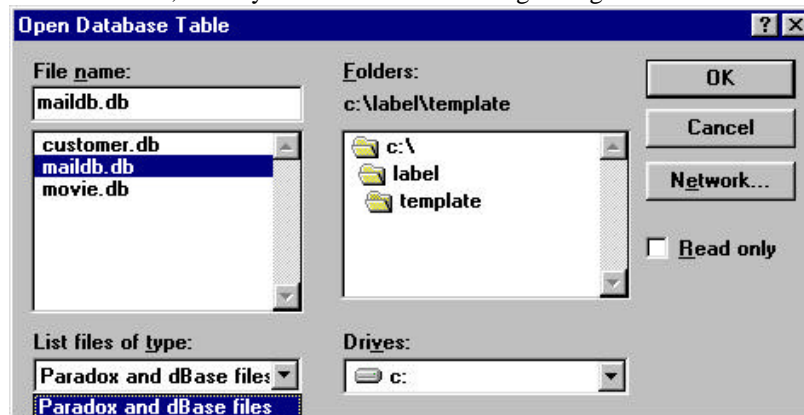 Open Database Table
File name:
maildb.db
customer.db
maildb.db
movie.db
List files of type:
Paradox and dBase files
Paradox and dBase files
Folders:
c:\label\template
c:\
label
template
Drives:
c:
OK
Cancel
Network...
Read only